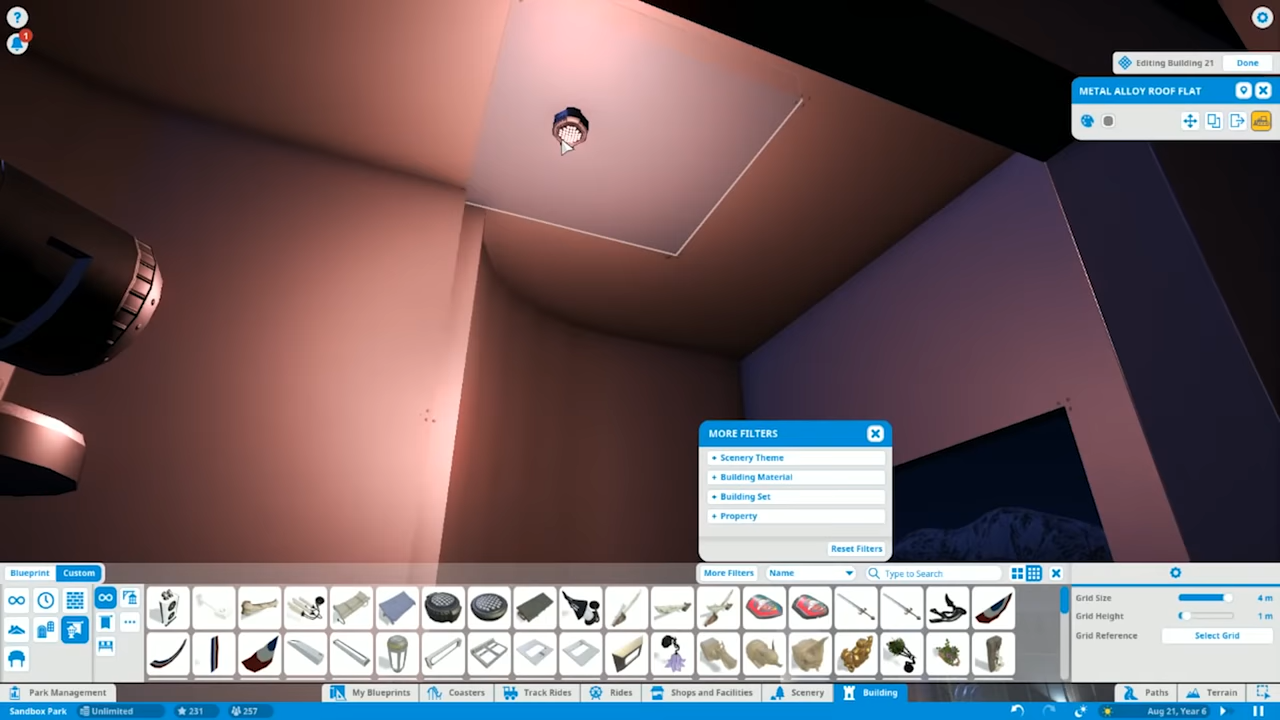 ?
1
Editing Building 21 Done
METAL ALLOY ROOF FLAT
MORE FILTERS
+ Scenery Theme
+ Building Material
+ Building Set
+ Property
Reset Filters
Blueprint Custom More Filters Name Type to Search
Grid Size 4 m
Grid Height 1 m
Grid Reference Select Grid
Park Management My Blueprints Coasters Track Rides Rides Shops and Facilities Scenery Building Paths Terrain
Sandbox Park Unlimited 231 257 Aug 21, Year 6